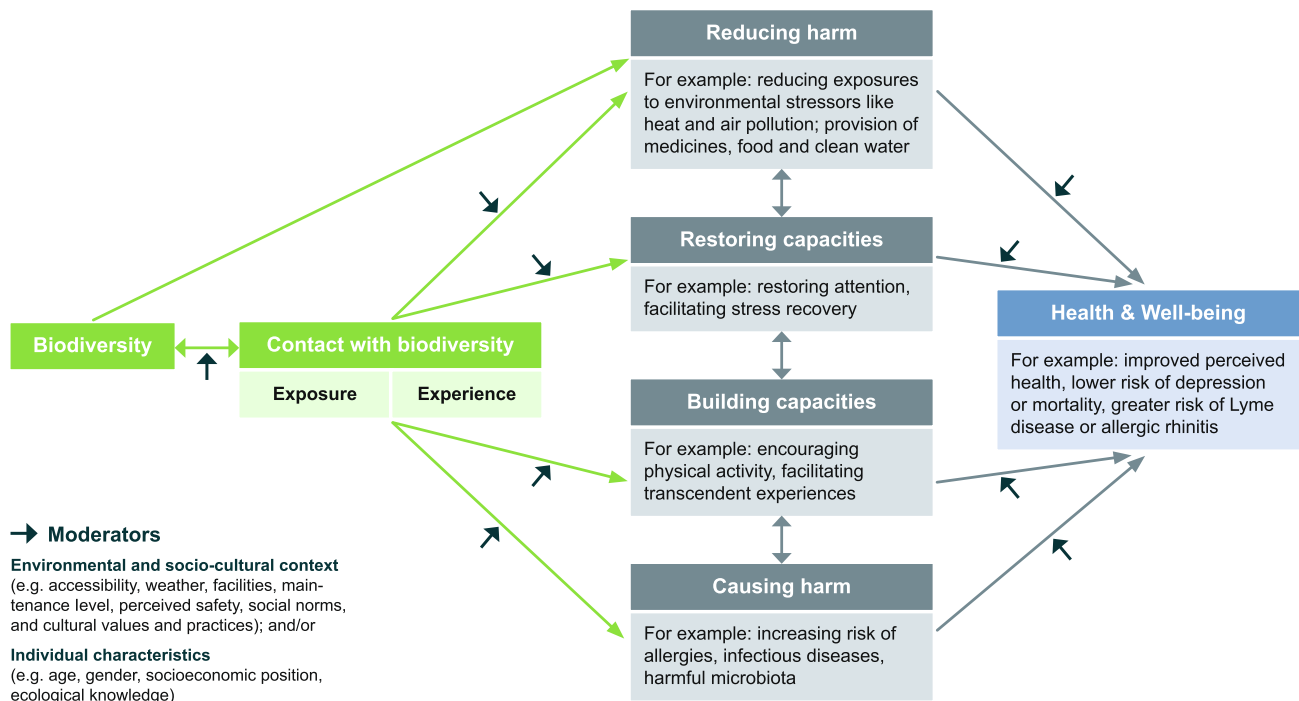 Reducing harm
For example: reducing exposures
to environmental stressors like
heat and air pollution; provision of
medicines, food and clean water
Restoring capacities
For example: restoring attention,
facilitating stress recovery
Biodiversity
Contact with biodiversity
Exposure
Experience
Building capacities
For example: encouraging
physical activity, facilitating
transcendent experiences
Causing harm
For example: increasing risk of
allergies, infectious diseases,
harmful microbiota
Health & Well-being
For example: improved perceived
health, lower risk of depression
or mortality, greater risk of Lyme
disease or allergic rhinitis
Moderators
Environmental and socio-cultural context
(e.g. accessibility, weather, facilities, main-
tenance level, perceived safety, social norms,
and cultural values and practices); and/or
Individual characteristics
(e.g. age, gender, socioeconomic position,
ecological knowledge)